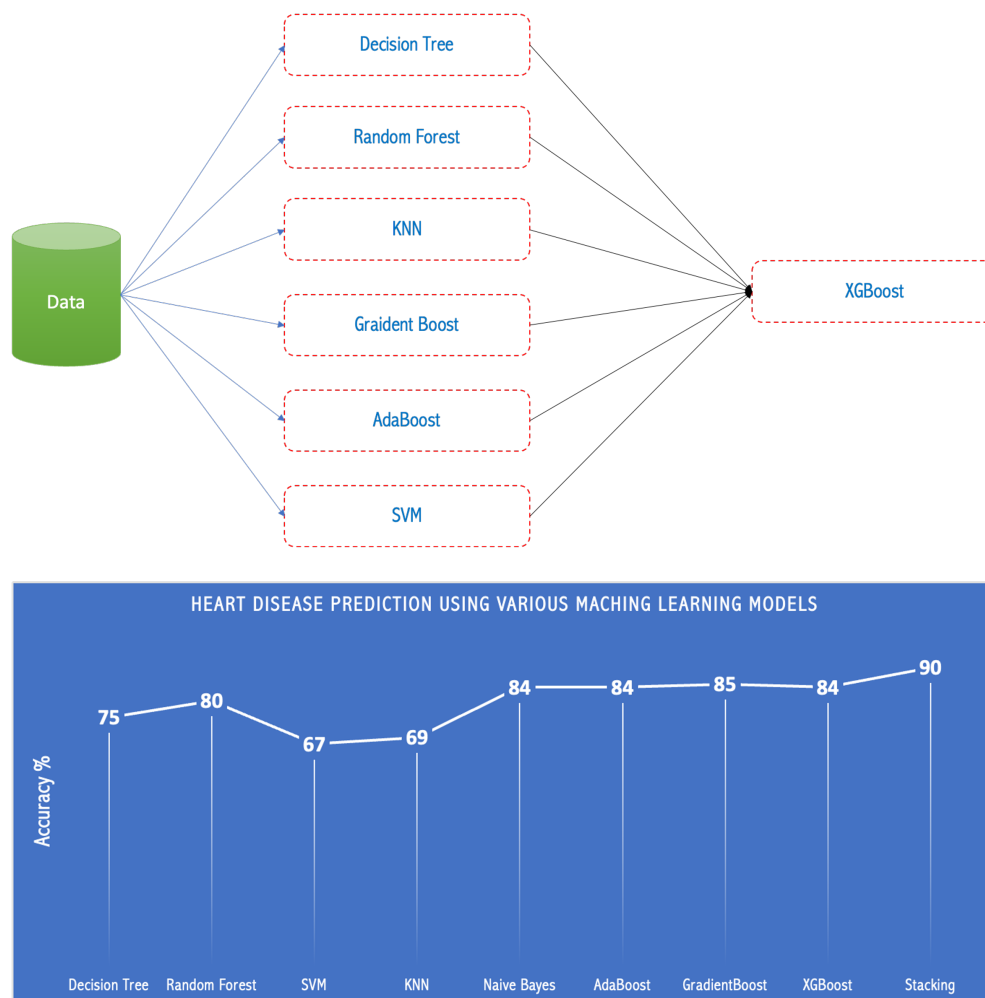 Decision Tree
Random Forest
KNN
Data
XGBoost
Graident Boost
AdaBoost
SVM
HEART DISEASE PREDICTION USING VARIOUS MACHING LEARNING MODELS
Accuracy %
75
80
67
69
84
84
85
84
90
Decision Tree
Random Forest
SVM
KNN
Naive Bayes
AdaBoost
GradientBoost
XGBoost
Stacking